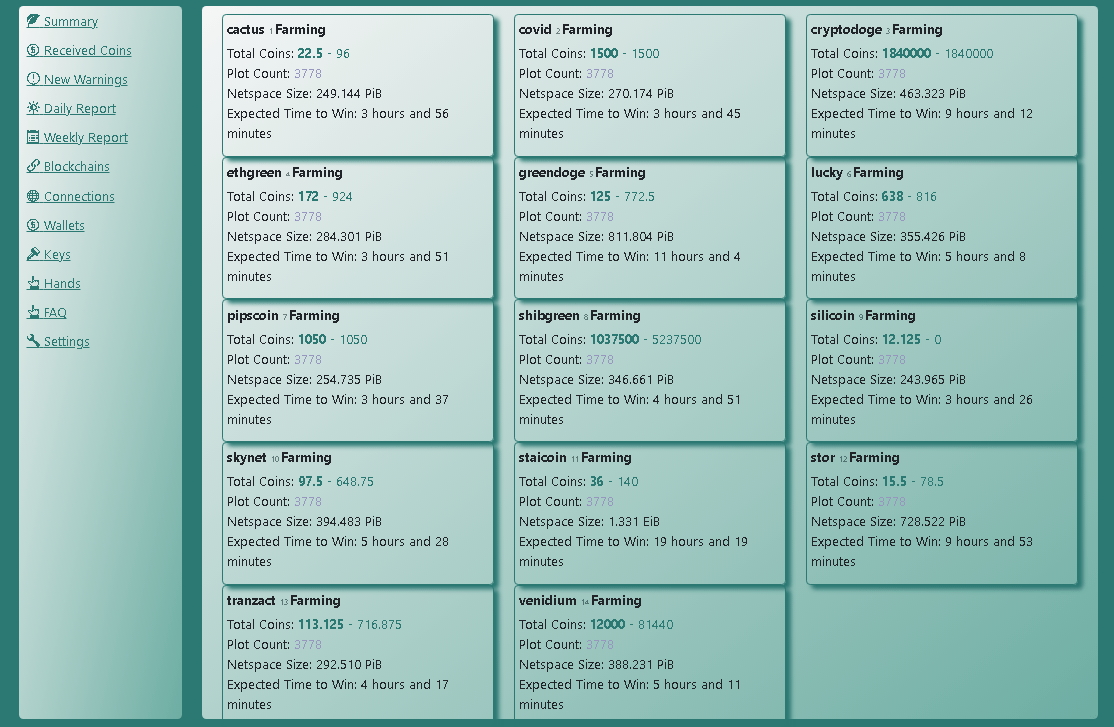 Summary
Received Coins
New Warnings
Daily Report
Weekly Report
Blockchains
Connections
Wallets
Keys
Hands
FAQ
Settings
cactus 1 Farming
Total Coins: 22.5 - 96
Plot Count: 3778
Netspace Size: 249.144 PiB
Expected Time to Win: 3 hours and 56
minutes
covid 2 Farming
Total Coins: 1500 - 1500
Plot Count: 3778
Netspace Size: 270.174 PiB
Expected Time to Win: 3 hours and 45
minutes
cryptodoge 3 Farming
Total Coins: 1840000 - 1840000
Plot Count: 3778
Netspace Size: 463.323 PiB
Expected Time to Win: 9 hours and 12
minutes
ethgreen 4 Farming
Total Coins: 172 - 924
Plot Count: 3778
Netspace Size: 284.301 PiB
Expected Time to Win: 3 hours and 51
minutes
greendoge 5 Farming
Total Coins: 125 - 772.5
Plot Count: 3778
Netspace Size: 811.804 PiB
Expected Time to Win: 11 hours and 4
minutes
lucky 6 Farming
Total Coins: 638 - 816
Plot Count: 3778
Netspace Size: 355.426 PiB
Expected Time to Win: 5 hours and 8
minutes
pipscoin 7 Farming
Total Coins: 1050 - 1050
Plot Count: 3778
Netspace Size: 254.735 PiB
Expected Time to Win: 3 hours and 37
minutes
shibgreen 8 Farming
Total Coins: 1037500 - 5237500
Plot Count: 3778
Netspace Size: 346.661 PiB
Expected Time to Win: 4 hours and 51
minutes
silicoin 9 Farming
Total Coins: 12.125 - 0
Plot Count: 3778
Netspace Size: 243.965 PiB
Expected Time to Win: 3 hours and 26
minutes
skynet 10 Farming
Total Coins: 97.5 - 648.75
Plot Count: 3778
Netspace Size: 394.483 PiB
Expected Time to Win: 5 hours and 28
minutes
staicoin 11 Farming
Total Coins: 36 - 140
Plot Count: 3778
Netspace Size: 1.331 EiB
Expected Time to Win: 19 hours and 19
minutes
stor 12 Farming
Total Coins: 15.5 - 78.5
Plot Count: 3778
Netspace Size: 728.522 PiB
Expected Time to Win: 9 hours and 53
minutes
tranzact 13 Farming
Total Coins: 113.125 - 716.875
Plot Count: 3778
Netspace Size: 292.510 PiB
Expected Time to Win: 4 hours and 17
minutes
venidium 14 Farming
Total Coins: 12000 - 81440
Plot Count: 3778
Netspace Size: 388.231 PiB
Expected Time to Win: 5 hours and 11
minutes